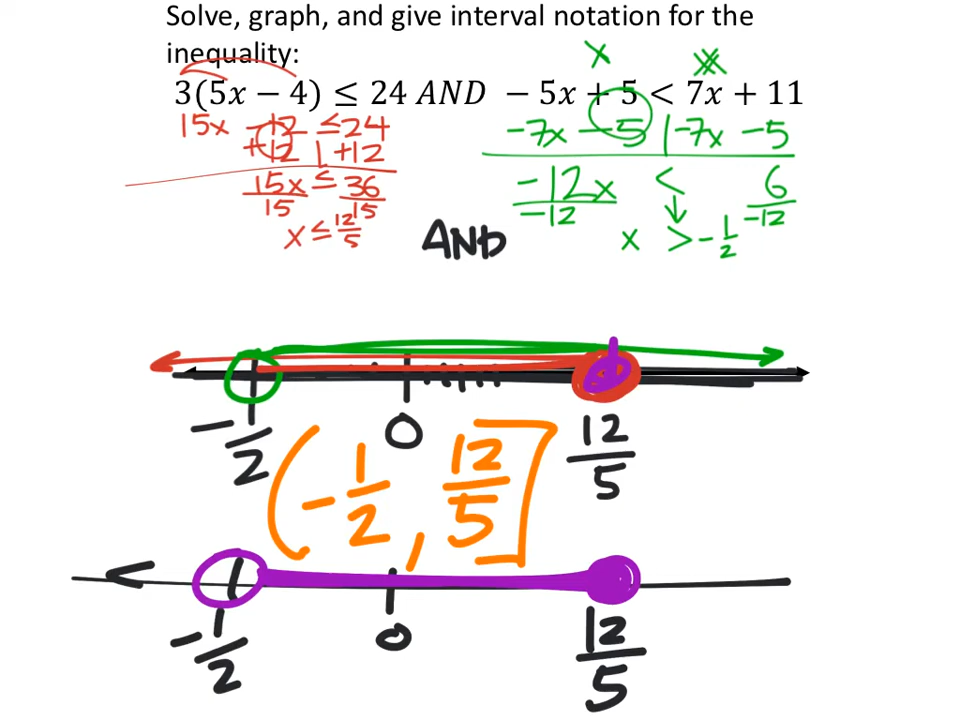 Solve, graph, and give interval notation for the
inequality:
3(5x − 4) ≤ 24 AND − 5x + 5 < 7x + 11
15x −12 ≤24
+12 | +12
15x ≤ 36
15 15
x ≤ 12/5
-7x −5 |-7x −5
-12x < 6
-12 -12
x > -1/2
AND
-1/2 0 12/5
(-1/2, 12/5]
-1/2 0 12/5